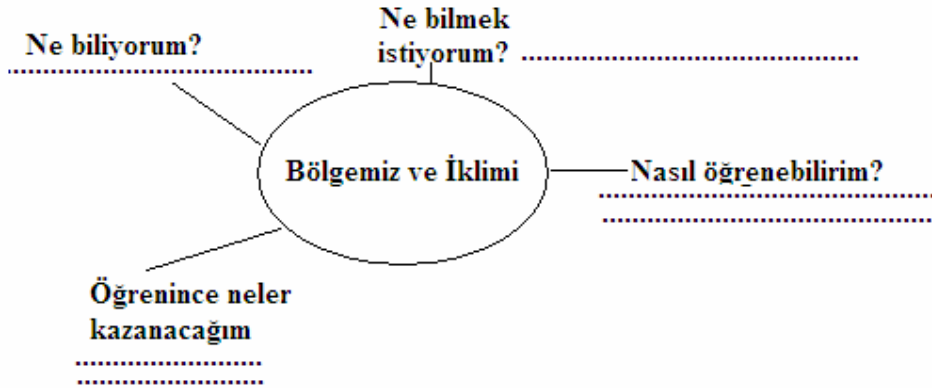 Ne bilmek
istiyorum? ........................................
Ne biliyorum?
........................................
Bölgemiz ve İklimi
Nasıl öğrenebilirim?
........................................
........................................
Öğrenince neler
kazanacağım
........................
........................